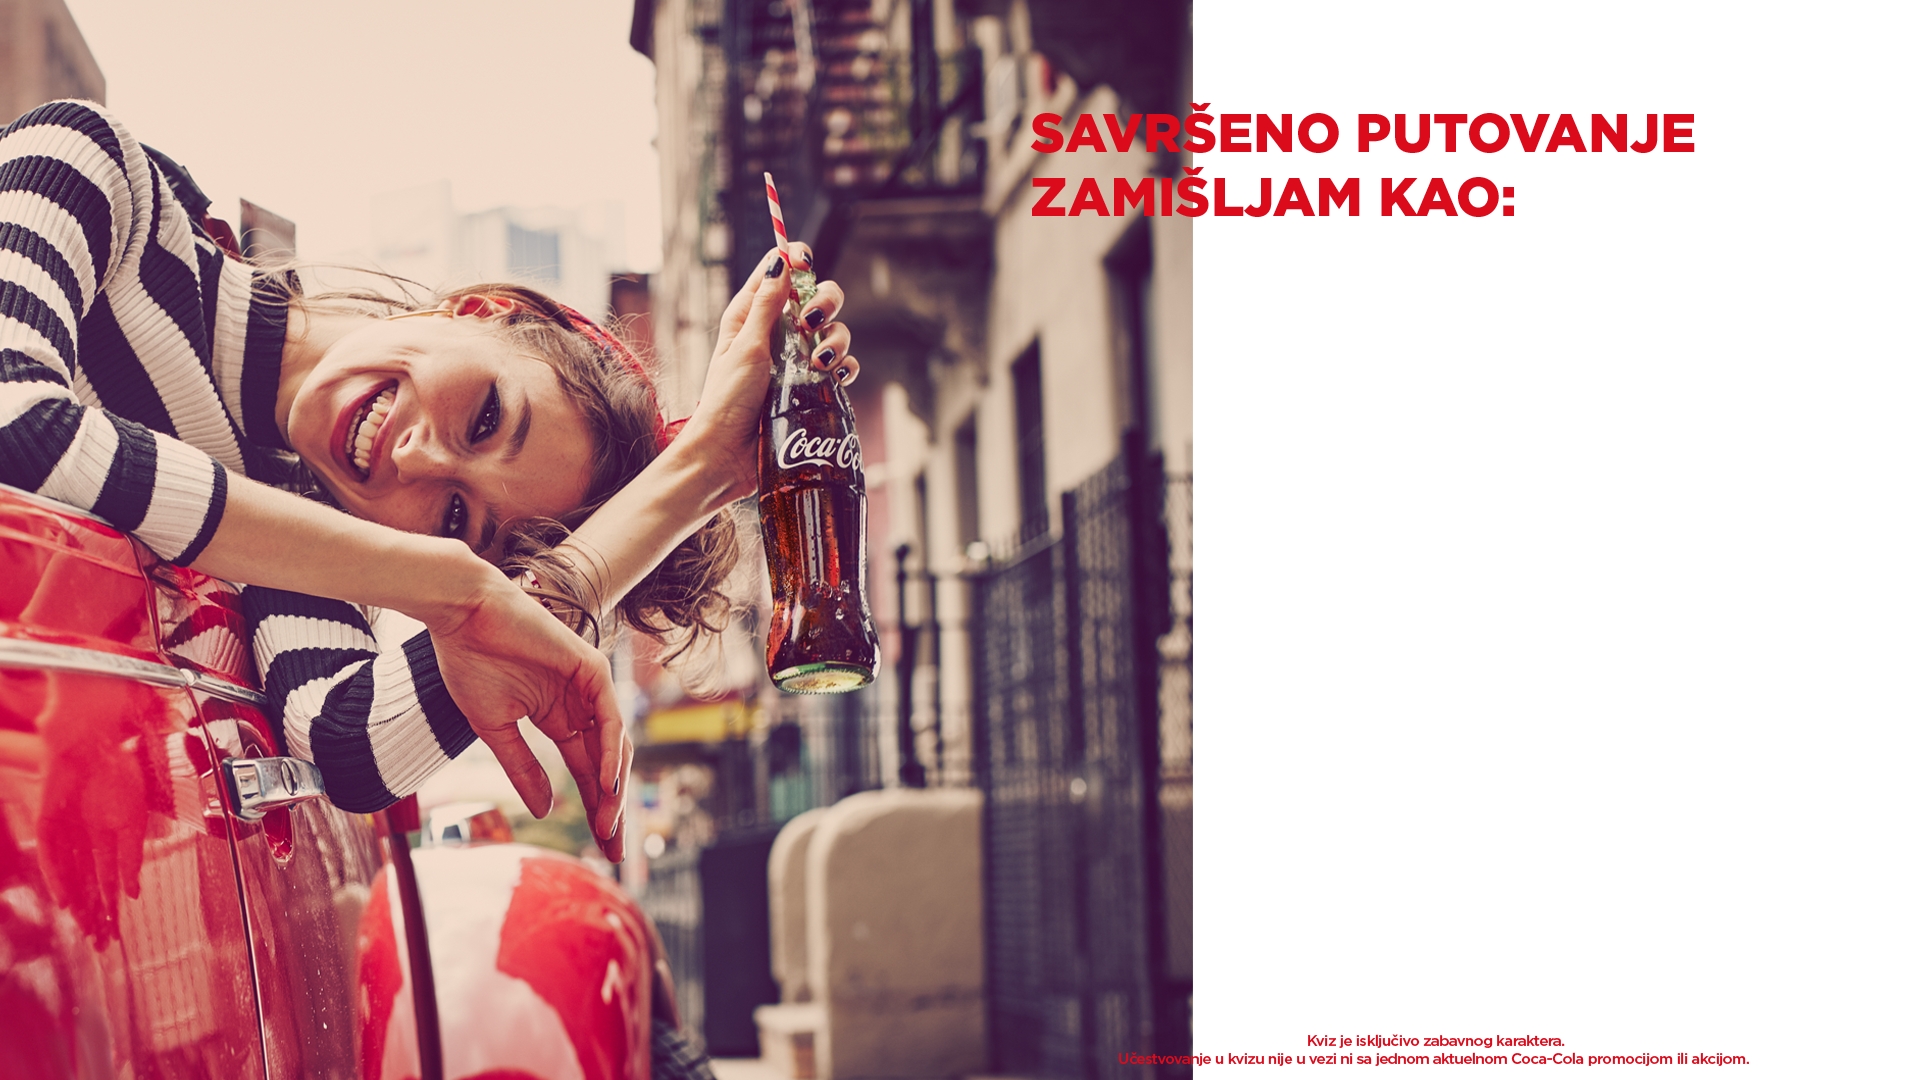 SAVRŠENO PUTOVANJE
ZAMIŠLJAM KAO:
Coca-Co
Kviz je isključivo zabavnog karaktera.
Učestvovanje u kvizu nije u vezi ni sa jednom aktuelnom Coca-Cola promocijom ili akcijom.